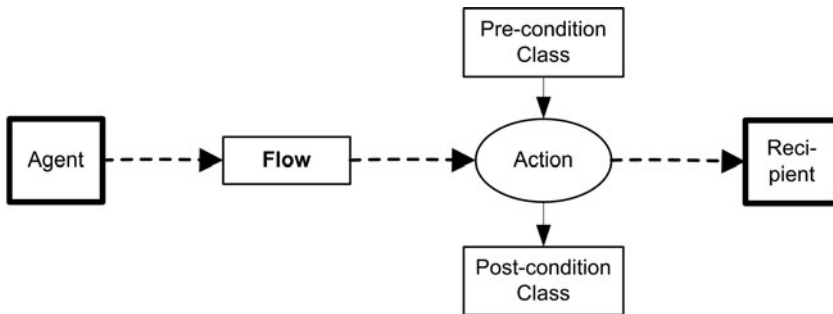 Pre-condition
Class
Agent
Flow
Action
Reci-
pient
Post-condition
Class